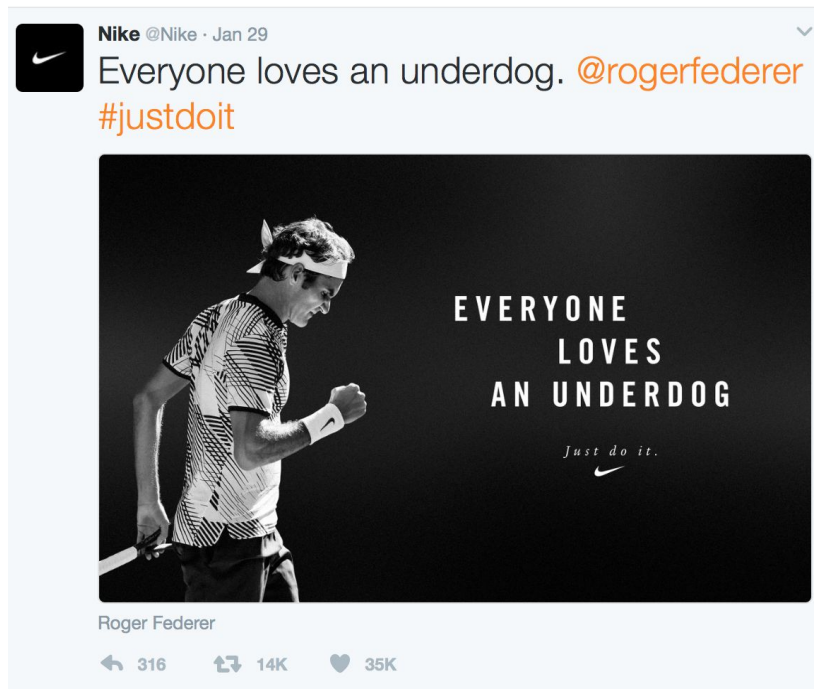 Nike @Nike · Jan 29
Everyone loves an underdog. @rogerfederer
#justdoit
EVERYONE
LOVES
AN UNDERDOG
Just do it.
Roger Federer
316 14K 35K